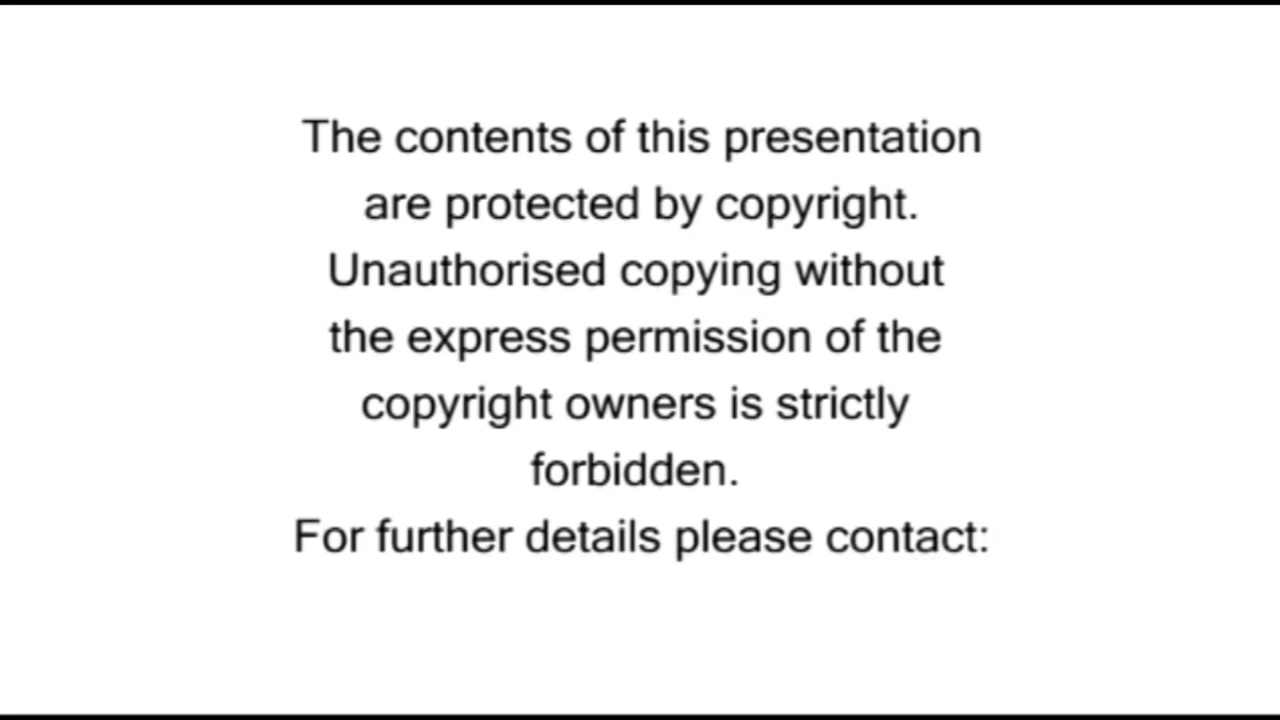 The contents of this presentation
are protected by copyright.
Unauthorised copying without
the express permission of the
copyright owners is strictly
forbidden.
For further details please contact: